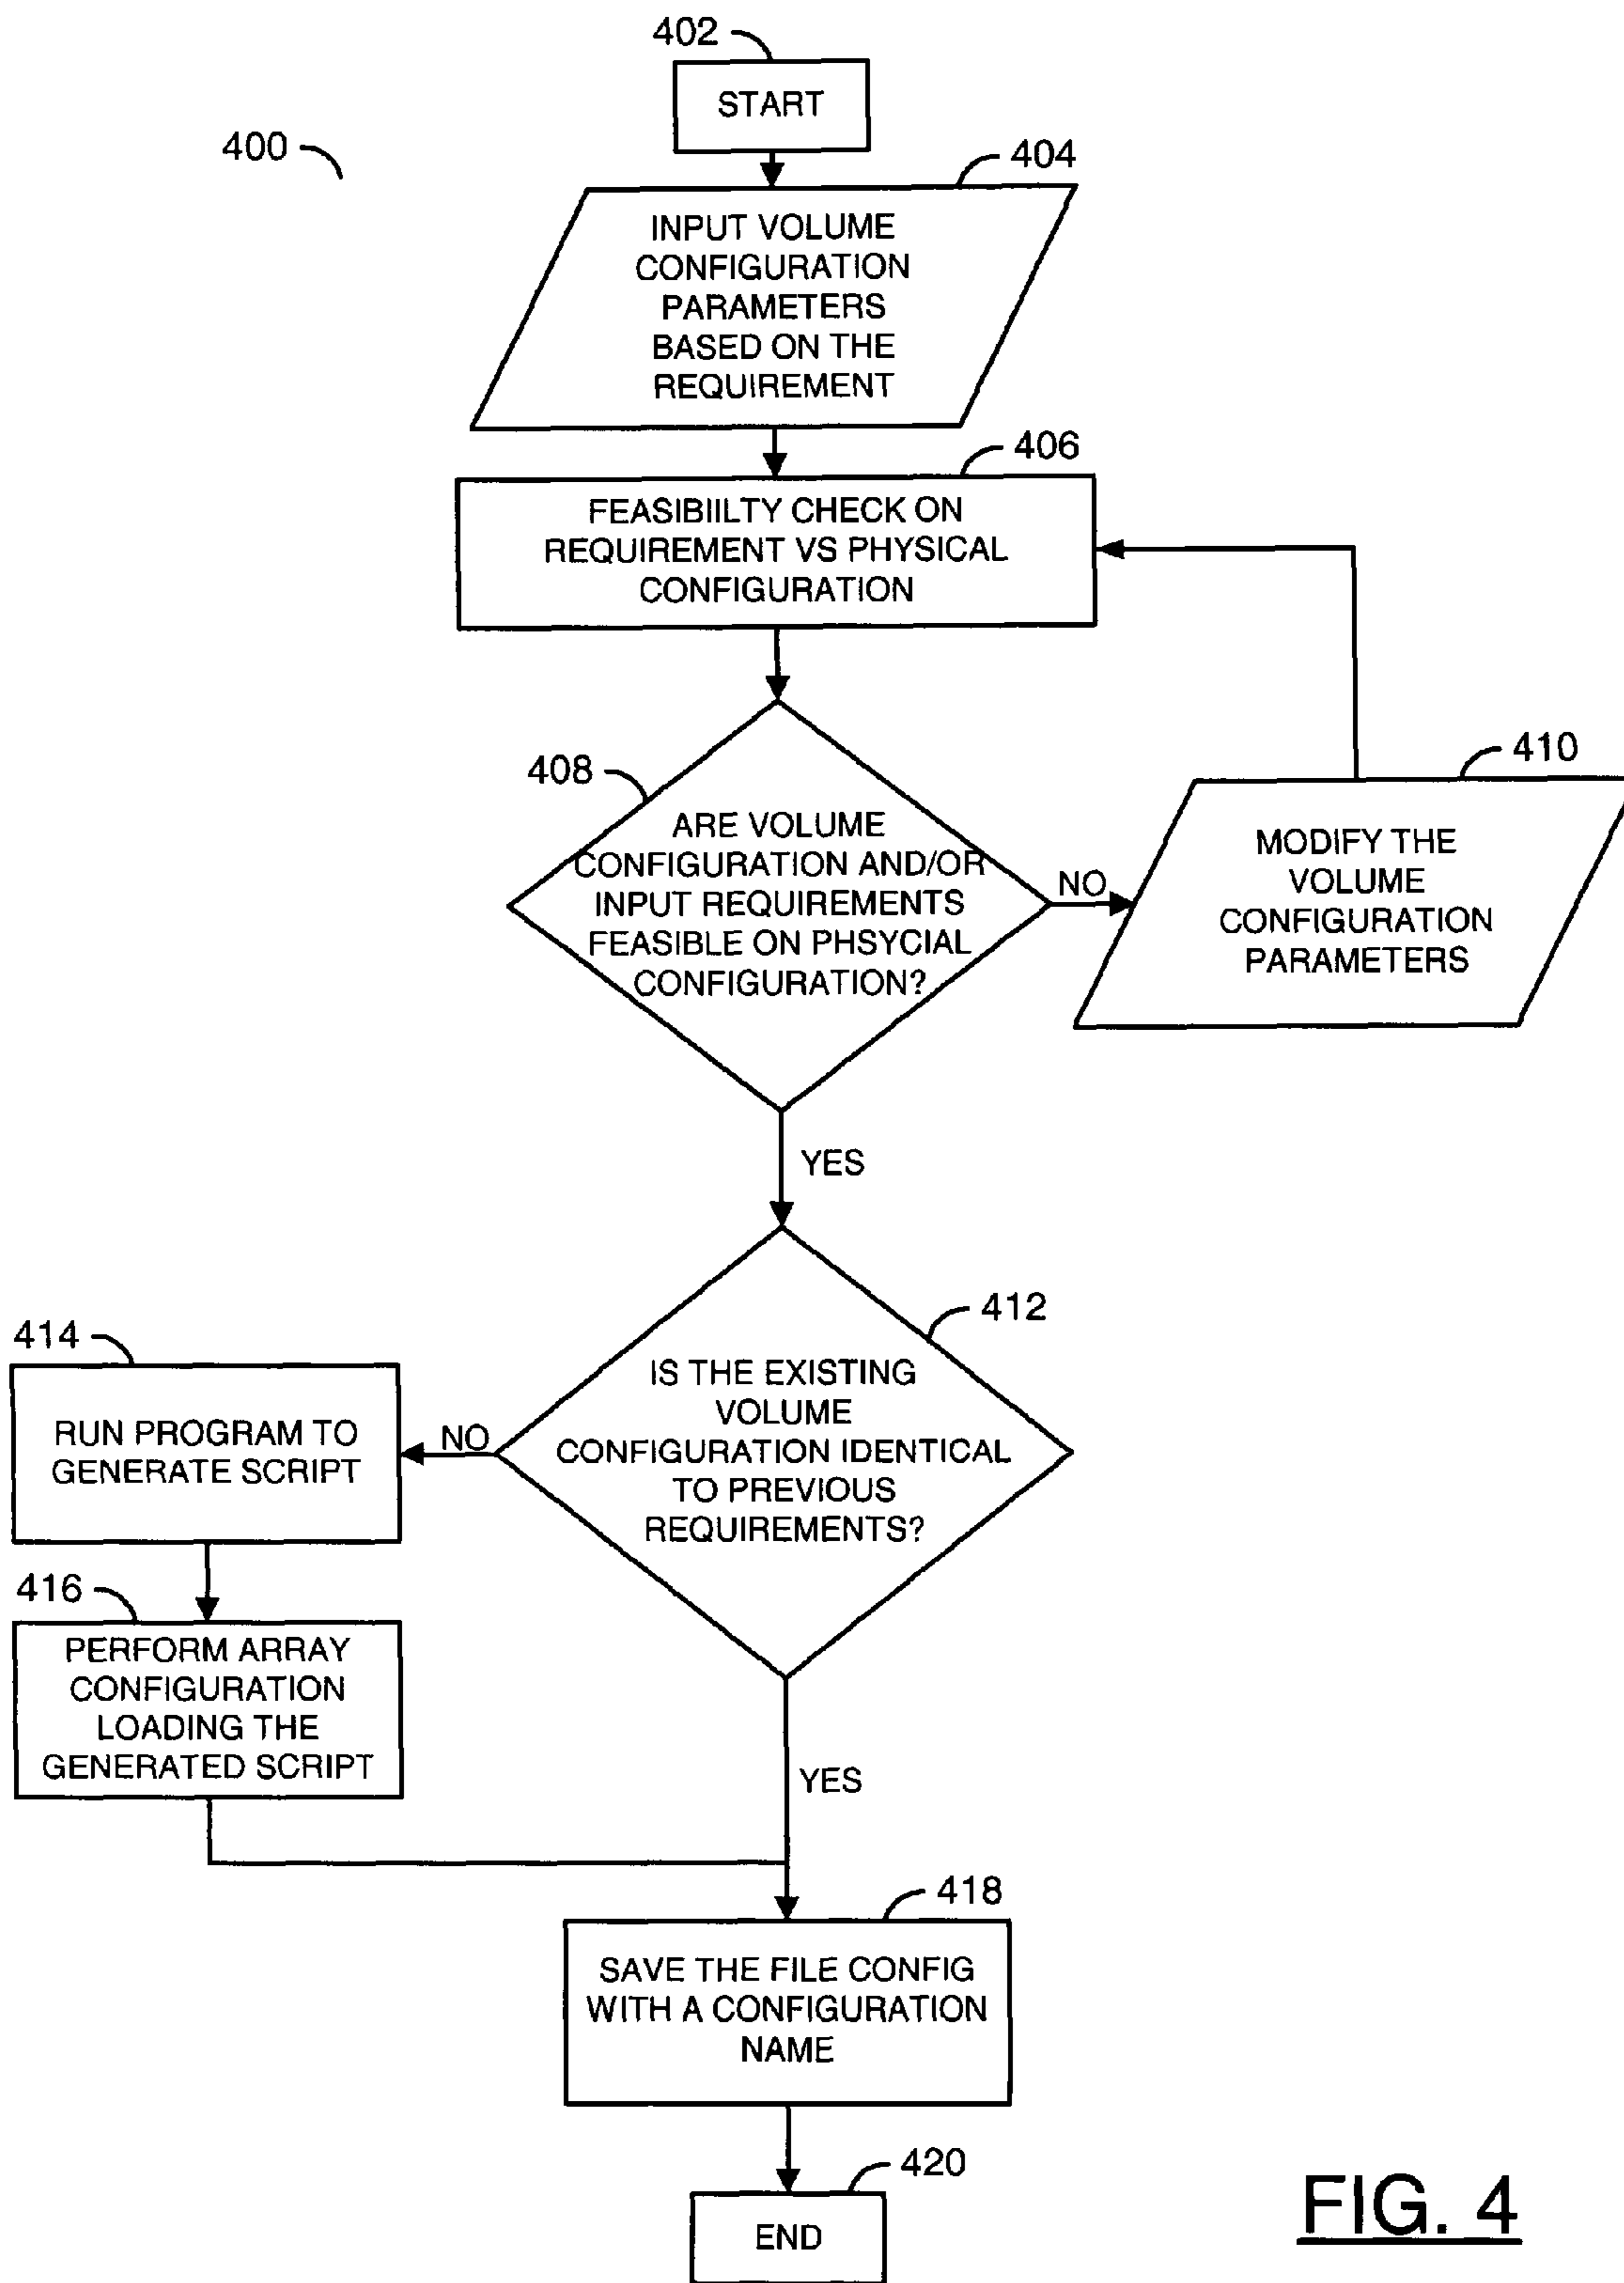 402
START
400
404
INPUT VOLUME
CONFIGURATION
PARAMETERS
BASED ON THE
REQUIREMENT
406
FEASIBIILTY CHECK ON
REQUIREMENT VS PHYSICAL
CONFIGURATION
408
ARE VOLUME
CONFIGURATION AND/OR
INPUT REQUIREMENTS
FEASIBLE ON PHSYCIAL
CONFIGURATION?
NO
410
MODIFY THE
VOLUME
CONFIGURATION
PARAMETERS
YES
412
IS THE EXISTING
VOLUME
CONFIGURATION IDENTICAL
TO PREVIOUS
REQUIREMENTS?
NO
414
RUN PROGRAM TO
GENERATE SCRIPT
416
PERFORM ARRAY
CONFIGURATION
LOADING THE
GENERATED SCRIPT
YES
418
SAVE THE FILE CONFIG
WITH A CONFIGURATION
NAME
420
END
FIG. 4